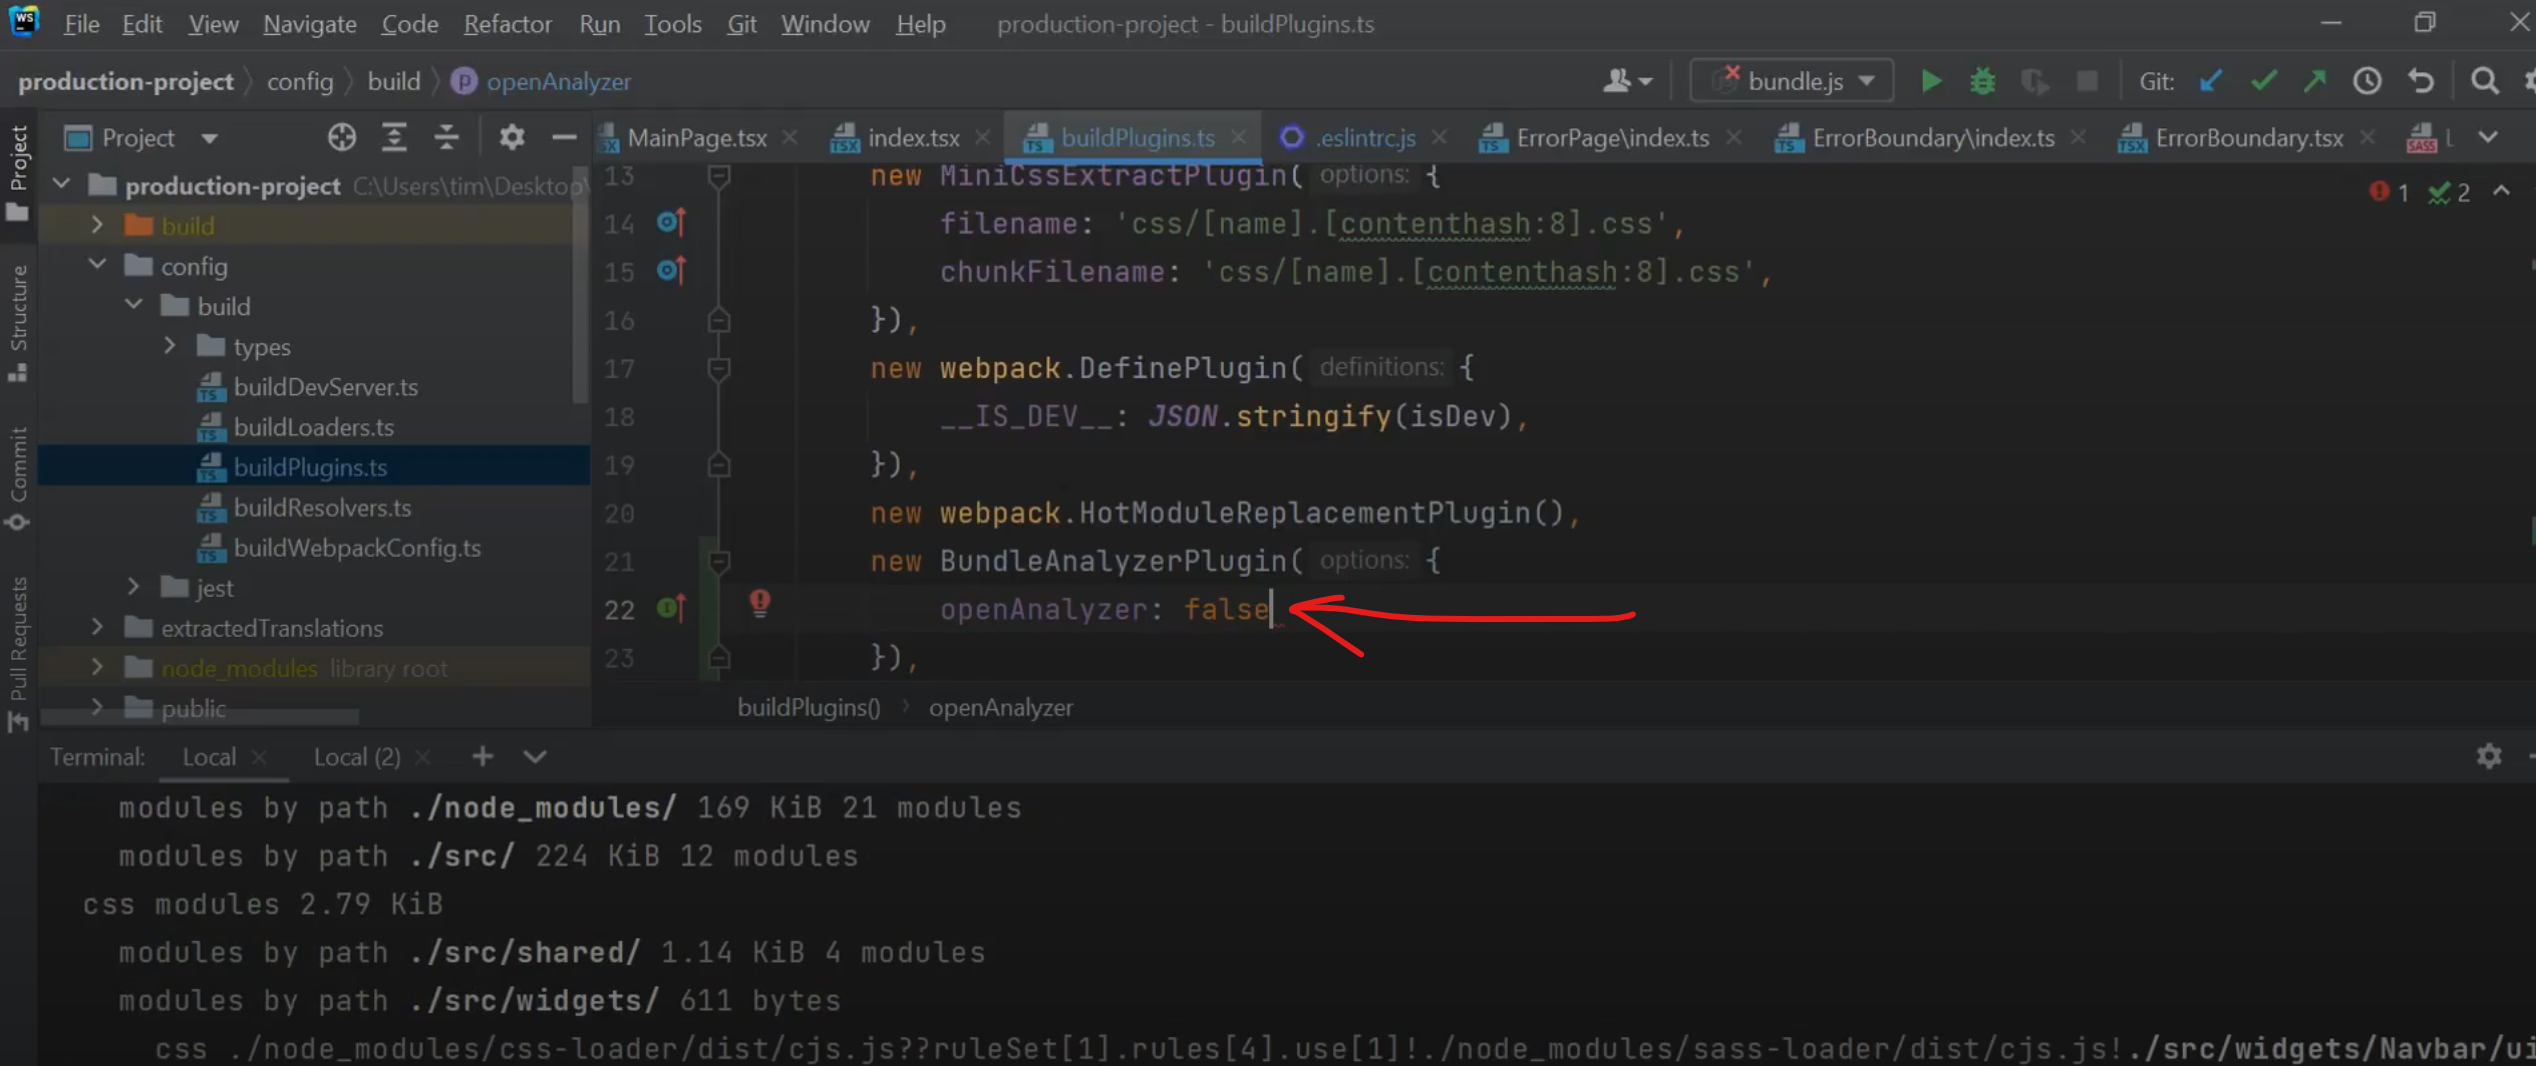 WS File Edit View Navigate Code Refactor Run Tools Git Window Help production-project - buildPlugins.ts
production-project config build p openAnalyzer bundle.js Git:
Project
MainPage.tsx index.tsx buildPlugins.ts .eslintrc.js ErrorPage\index.ts ErrorBoundary\index.ts ErrorBoundary.tsx
Project
Structure
Commit
Pull Requests
production-project C:\Users\tim\Desktop\
build
config
build
types
buildDevServer.ts
buildLoaders.ts
buildPlugins.ts
buildResolvers.ts
buildWebpackConfig.ts
jest
extractedTranslations
node_modules library root
public
1 2
13 new MiniCssExtractPlugin( options: {
14 filename: 'css/[name].[contenthash:8].css',
15 chunkFilename: 'css/[name].[contenthash:8].css',
16 }),
17 new webpack.DefinePlugin( definitions: {
18 __IS_DEV__: JSON.stringify(isDev),
19 }),
20 new webpack.HotModuleReplacementPlugin(),
21 new BundleAnalyzerPlugin( options: {
22 openAnalyzer: false
23 }),
buildPlugins() openAnalyzer
Terminal: Local Local (2)
modules by path ./node_modules/ 169 KiB 21 modules
modules by path ./src/ 224 KiB 12 modules
css modules 2.79 KiB
modules by path ./src/shared/ 1.14 KiB 4 modules
modules by path ./src/widgets/ 611 bytes
css ./node_modules/css-loader/dist/cjs.js??ruleSet[1].rules[4].use[1]!./node_modules/sass-loader/dist/cjs.js!./src/widgets/Navbar/ui